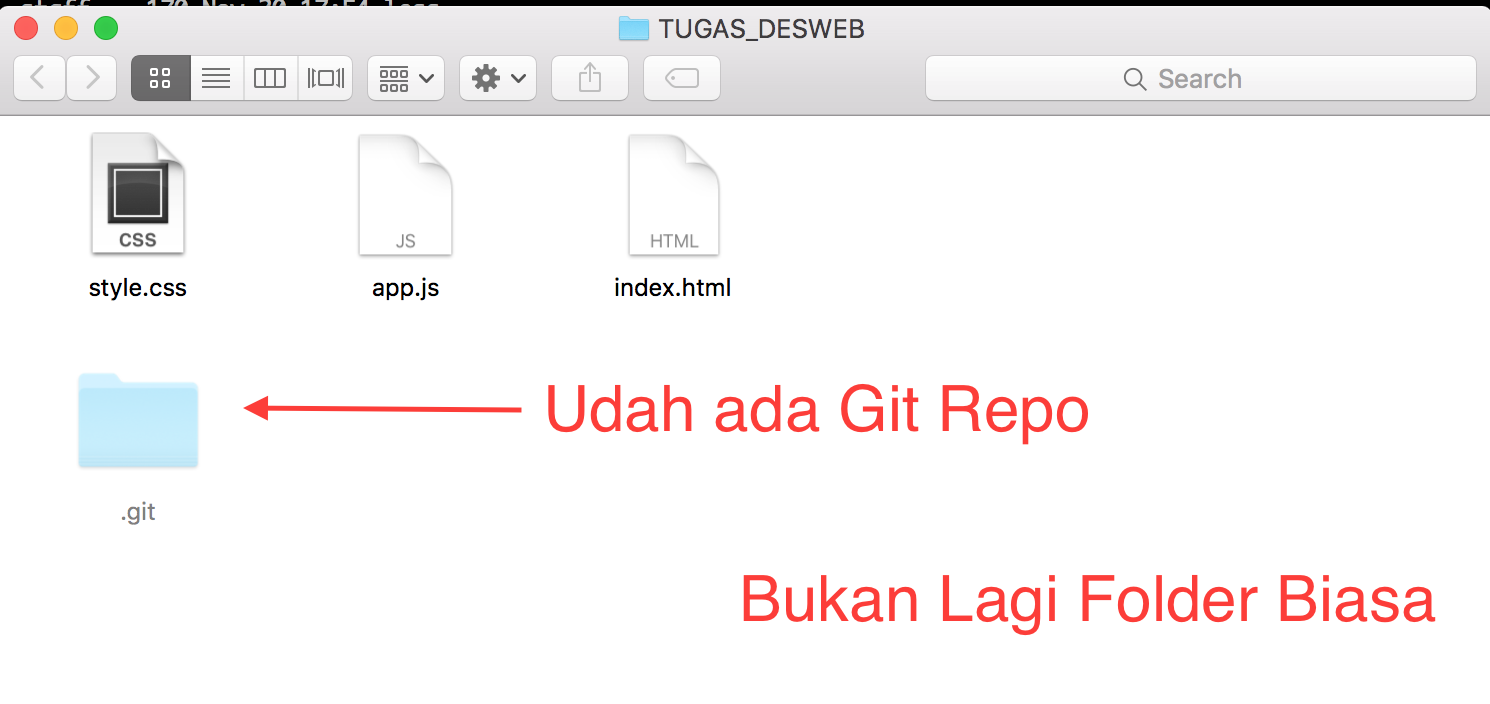 TUGAS_DESWEB
Search
CSS
JS
HTML
style.css
app.js
index.html
Udah ada Git Repo
.git
Bukan Lagi Folder Biasa